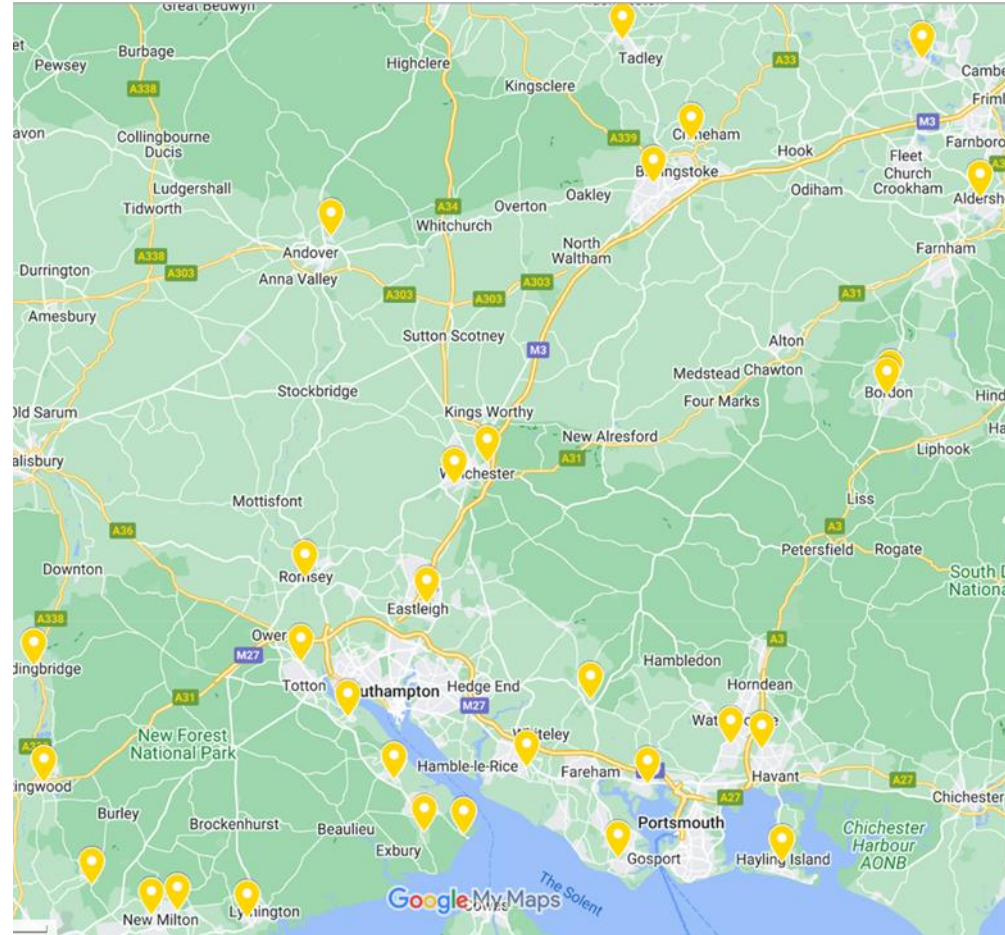 Great Bedwyn
Burbage
Pewsey
A338
Highclere
Kingsclere
Tadley
A33
Collingbourne
Ducis
A339
Hook
M3
Fleet
Church
Crookham
Ludgershall
Tidworth
A34
Overton
Oakley
Odiham
Whitchurch
Andover
North
Waltham
Farnham
Durrington
A338
A303
Anna Valley
A303
A303
A303
A31
Amesbury
Sutton Scotney
M3
Alton
Stockbridge
Medstead
Chawton
Four Marks
Old Sarum
Kings Worthy
New Alresford
Liphook
A31
Mottisfont
Liss
A36
A3
Petersfield
Rogate
Downton
Romsey
Eastleigh
South
A338
Ower
M27
A3
Hambledon
Totton
Hedge End
Horndean
A31
M27
New Forest
National Park
Hamble-le-Rice
Fareham
Havant
A27
A27
Chichester
Burley
Brockenhurst
Beaulieu
Exbury
Portsmouth
Gosport
Hayling Island
Chichester
Harbour
AONB
New Milton
Google My Maps
The Solent